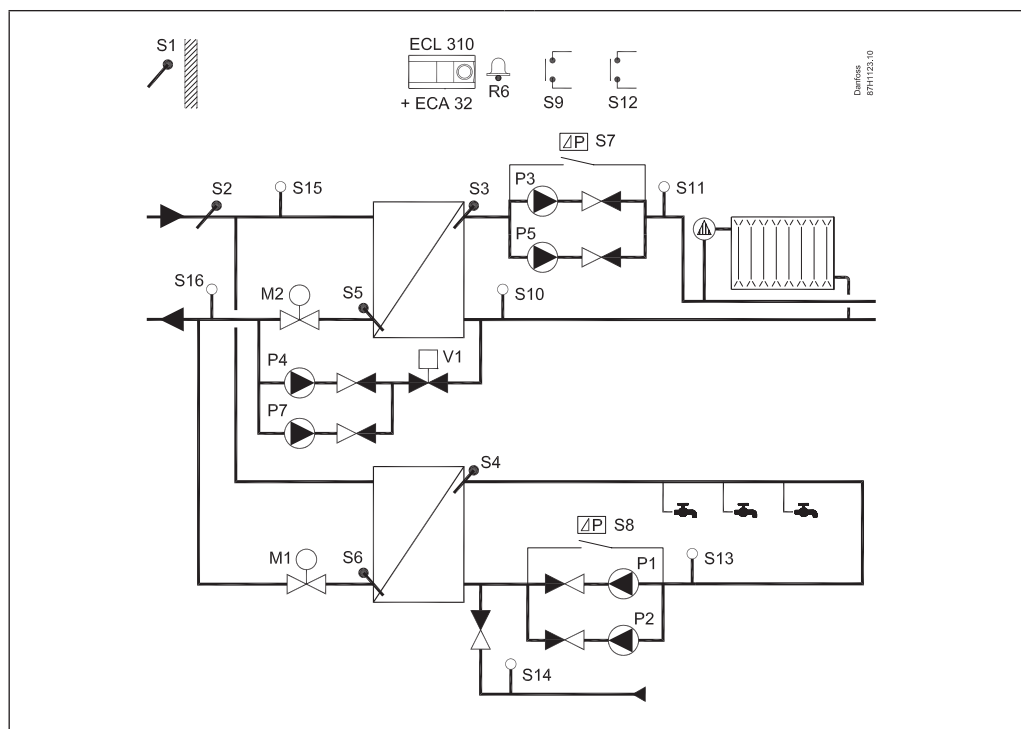 S1
ECL 310
+ ECA 32
R6
S9
S12
Danfoss
87H1123.10
⊿P S7
S2
S15
S3
P3
S11
P5
S16
M2
S5
S10
P4
V1
P7
S4
⊿P S8
M1
S6
P1
S13
P2
S14